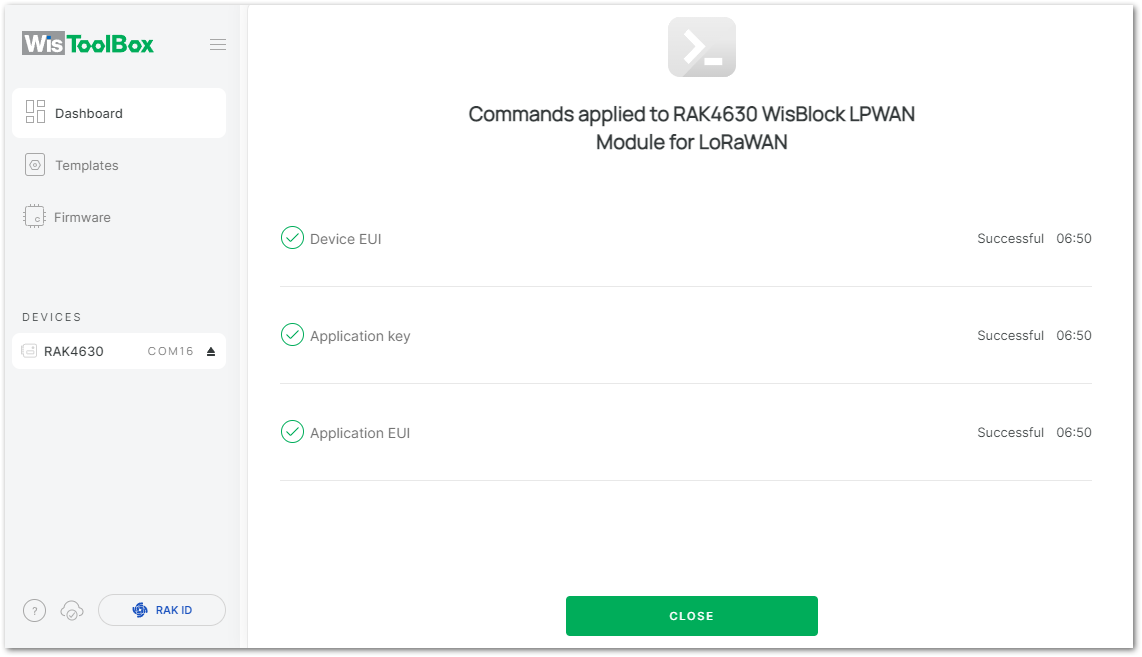 WisToolBox
Dashboard
Templates
Firmware
DEVICES
RAK4630 COM16
? RAK ID
Commands applied to RAK4630 WisBlock LPWAN
Module for LoRaWAN
Device EUI Successful 06:50
Application key Successful 06:50
Application EUI Successful 06:50
CLOSE